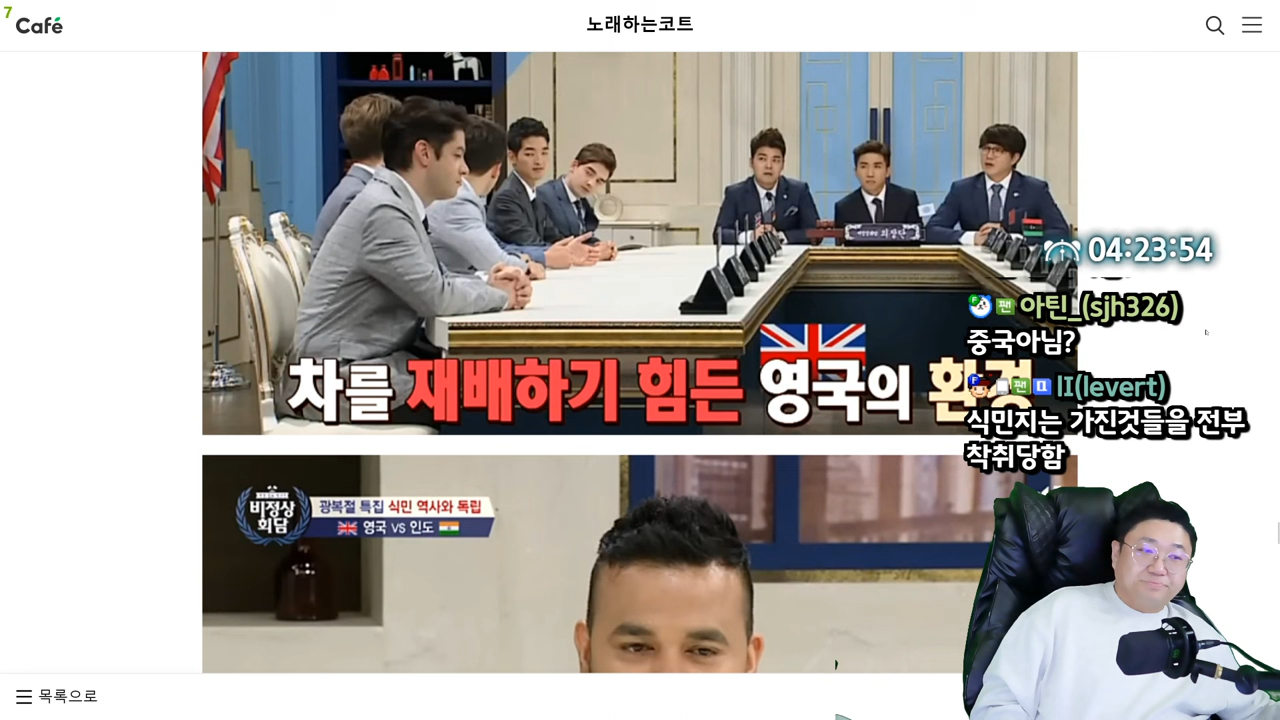 7
Café
노래하는코트
04:23:54
팬 아틴_(sjh326)
중국아님?
팬 lI(levert)
식민지는 가진것들을 전부
착취당함
차를 재배하기 힘든 영국의 환경
비정상
회담
광복절 특집 식민 역사와 독립
영국 VS 인도
목록으로